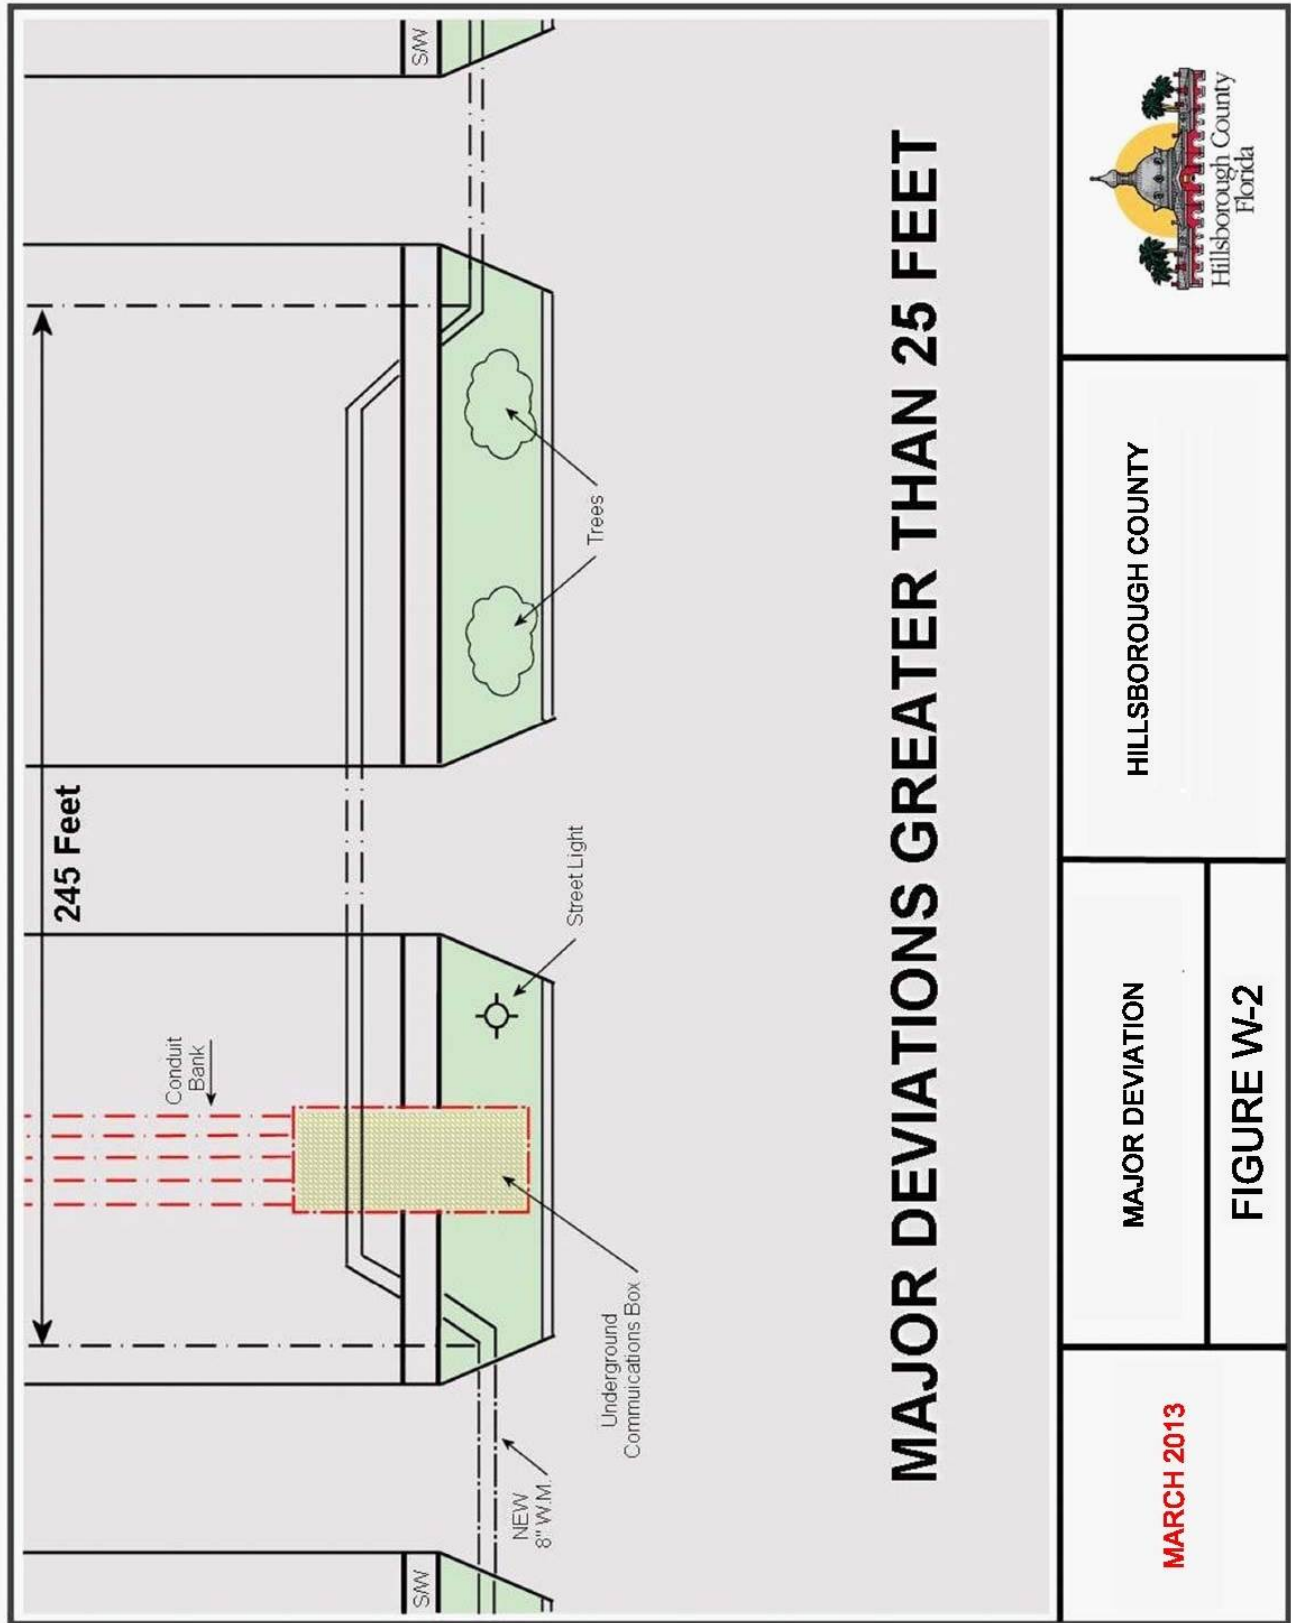 S/W
245 Feet
Conduit
Bank
Trees
Street Light
Underground
Commuications Box
NEW
8" W.M.
S/W
MAJOR DEVIATIONS GREATER THAN 25 FEET
MARCH 2013
MAJOR DEVIATION
FIGURE W-2
HILLSBOROUGH COUNTY
Hillsborough County
Florida